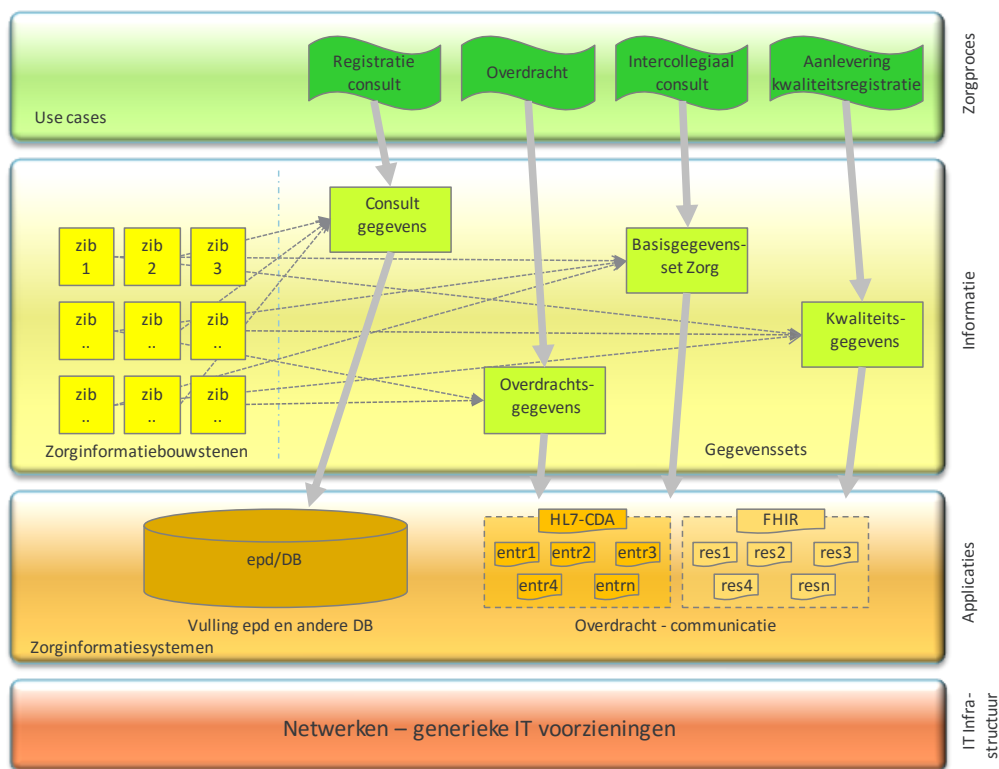 Registratie
consult
Overdracht
Intercollegiaal
consult
Aanlevering
kwaliteitsregistratie
Use cases
Zorgproces
Consult
gegevens
zib
1
zib
2
zib
3
Basisgegevens-
set Zorg
zib
..
zib
..
zib
..
Kwaliteits-
gegevens
zib
..
zib
..
zib
..
Overdrachts-
gegevens
Zorginformatiebouwstenen
Gegevenssets
Informatie
epd/DB
HL7-CDA
entr1
entr2
entr3
entr4
entrn
FHIR
res1
res2
res3
res4
resn
Vulling epd en andere DB
Overdracht - communicatie
Zorginformatiesystemen
Applicaties
Netwerken – generieke IT voorzieningen
IT Infra-
structuur